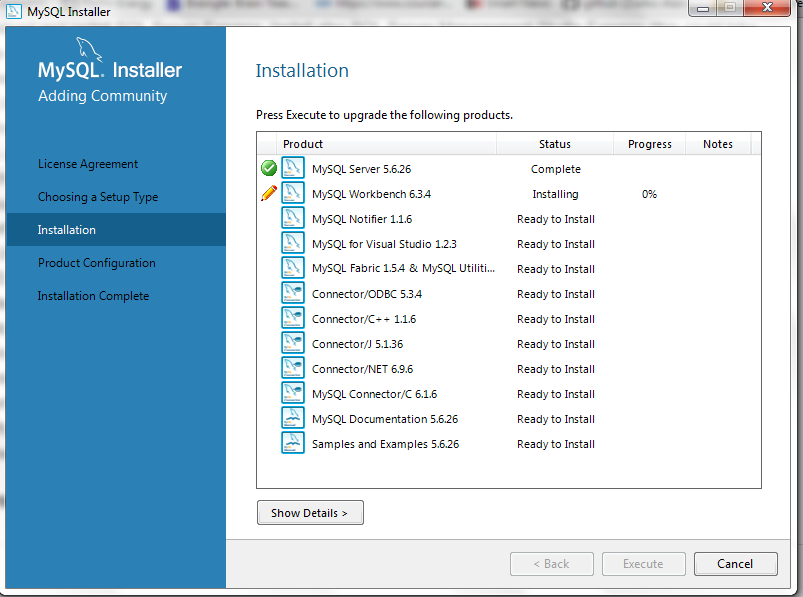 MySQL Installer
MySQL. Installer
Adding Community
License Agreement
Choosing a Setup Type
Installation
Product Configuration
Installation Complete
Installation
Press Execute to upgrade the following products.
Product Status Progress Notes
MySQL Server 5.6.26 Complete
MySQL Workbench 6.3.4 Installing 0%
MySQL Notifier 1.1.6 Ready to Install
MySQL for Visual Studio 1.2.3 Ready to Install
MySQL Fabric 1.5.4 & MySQL Utiliti... Ready to Install
Connector/ODBC 5.3.4 Ready to Install
Connector/C++ 1.1.6 Ready to Install
Connector/J 5.1.36 Ready to Install
Connector/NET 6.9.6 Ready to Install
MySQL Connector/C 6.1.6 Ready to Install
MySQL Documentation 5.6.26 Ready to Install
Samples and Examples 5.6.26 Ready to Install
Show Details >
< Back Execute Cancel